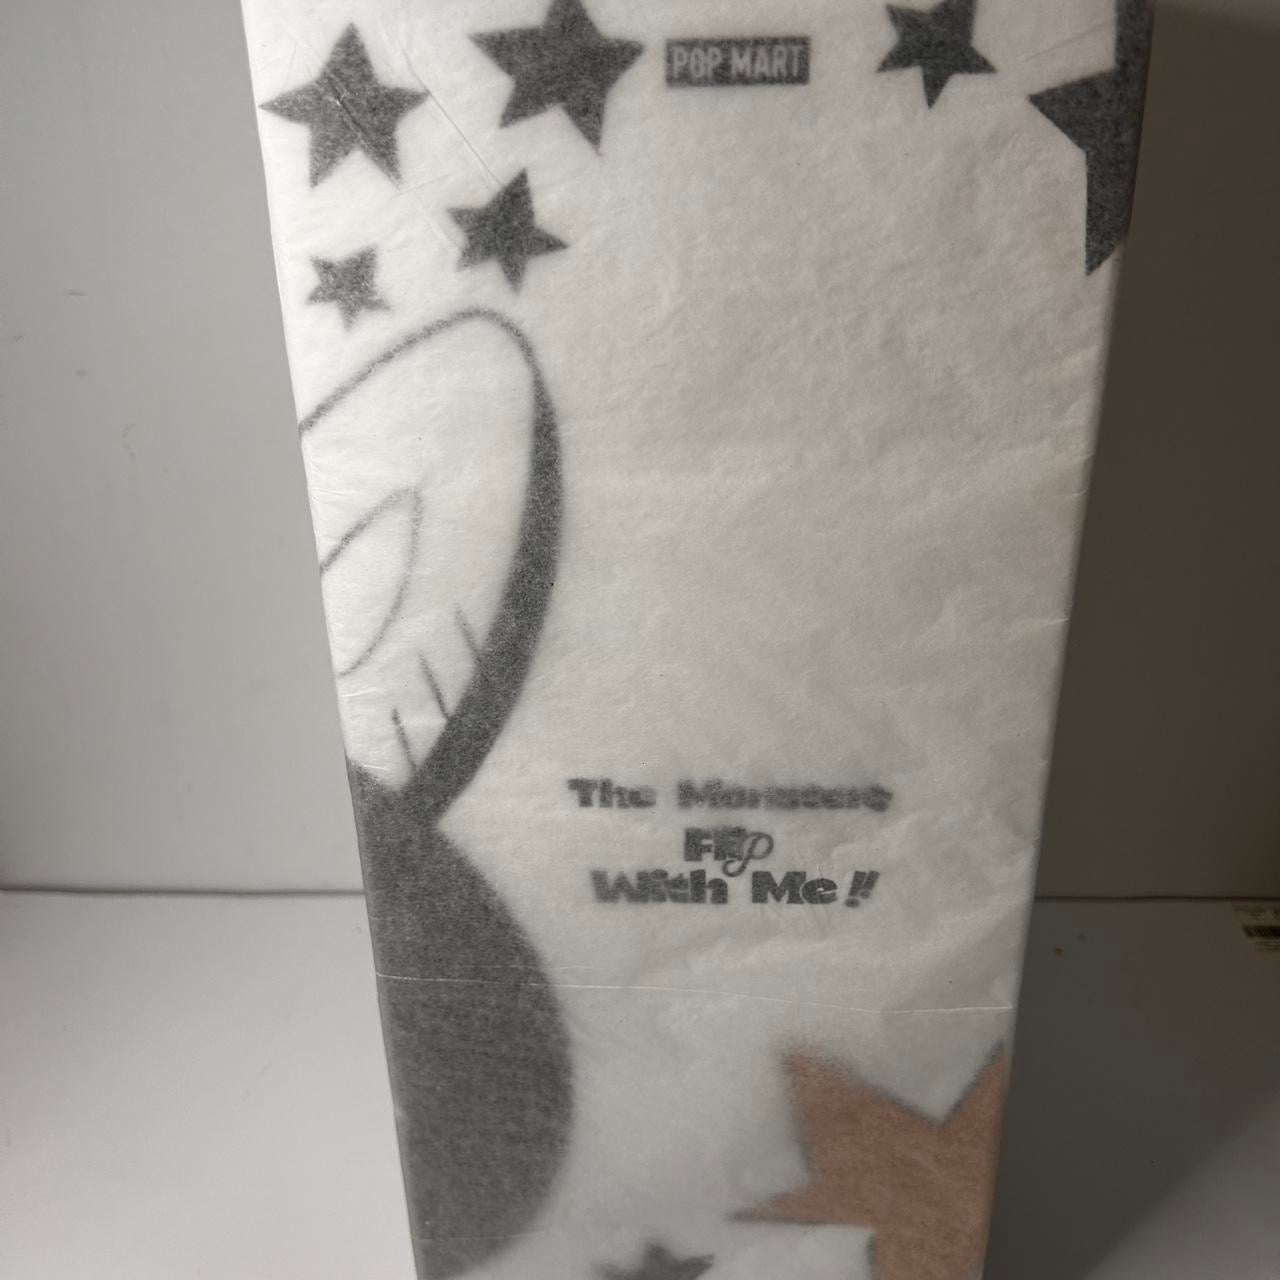 POP MART
The Monsters
FLIP
With Me!!